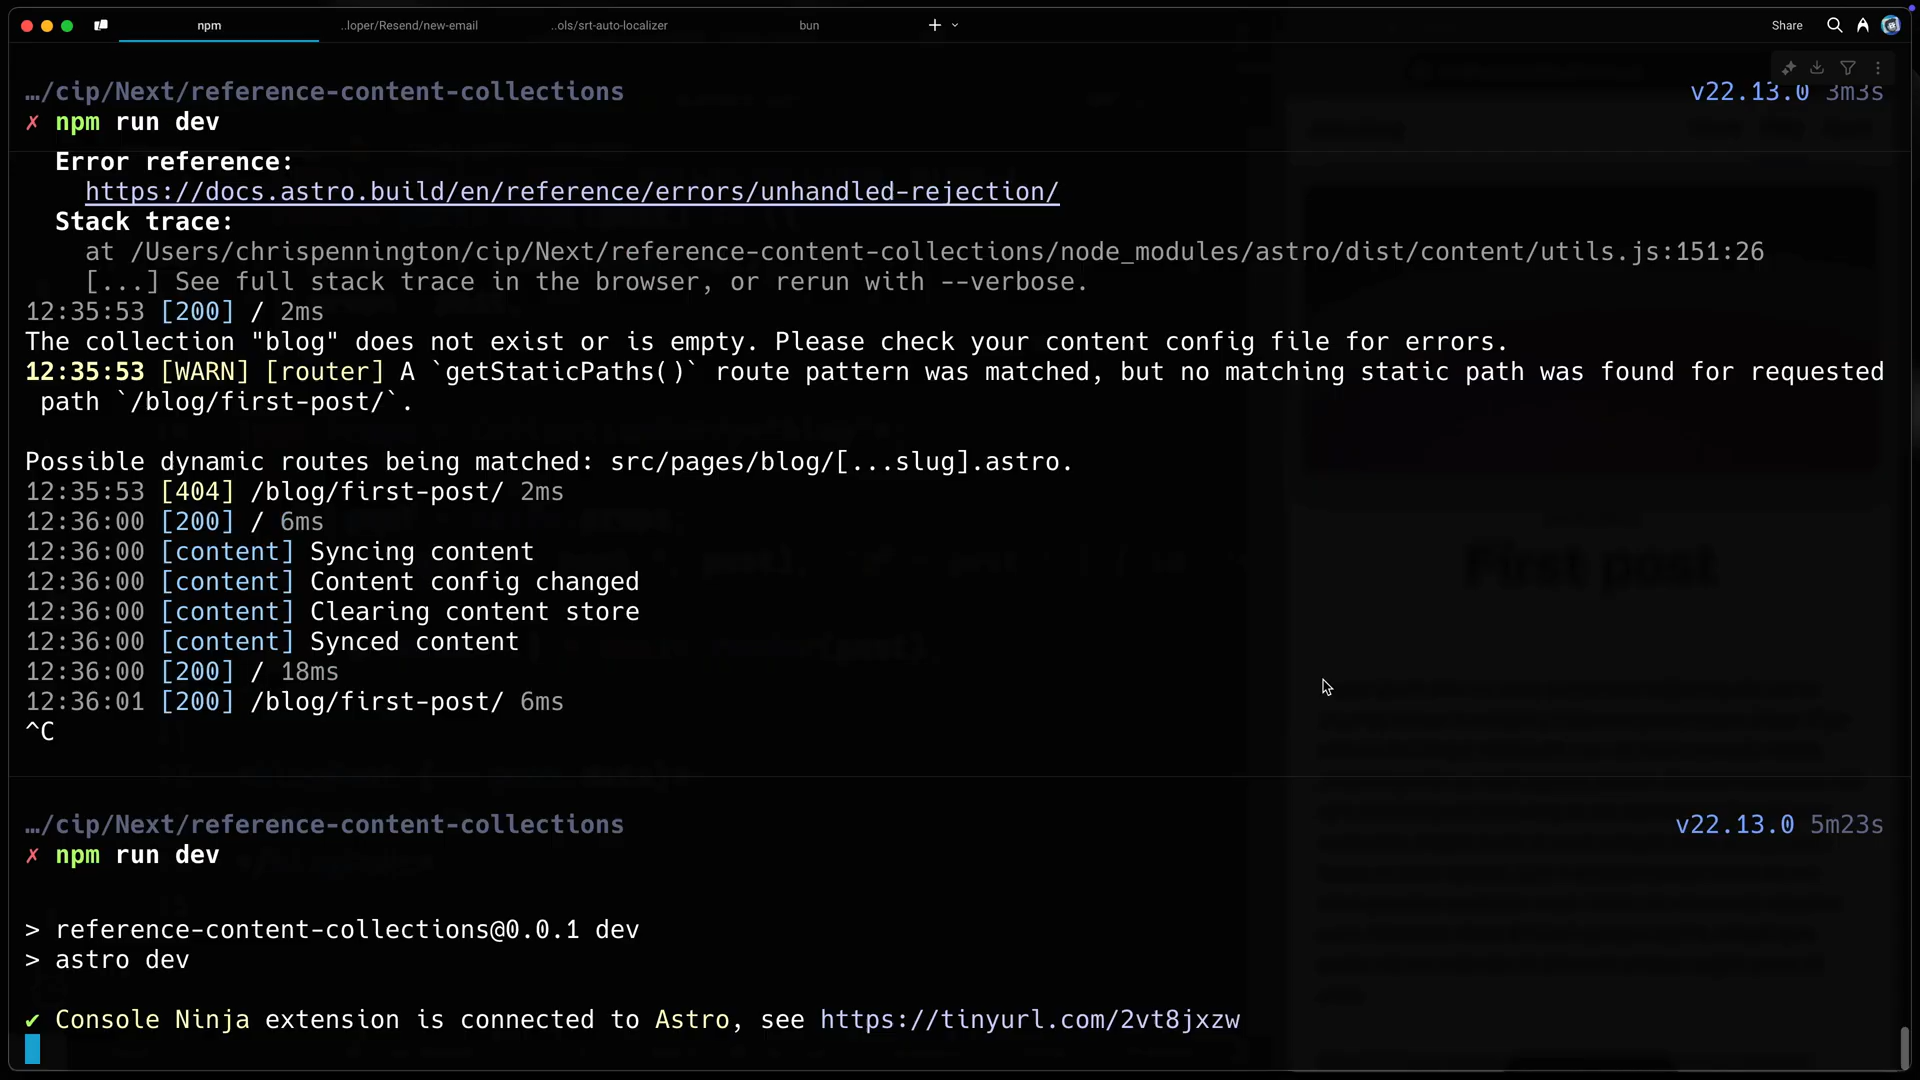 npm
..loper/Resend/new-email
..ols/srt-auto-localizer
bun
Share
…/cip/Next/reference-content-collections
v22.13.0 3m3s
✗ npm run dev
Error reference:
https://docs.astro.build/en/reference/errors/unhandled-rejection/
Stack trace:
at /Users/chrispennington/cip/Next/reference-content-collections/node_modules/astro/dist/content/utils.js:151:26
[...] See full stack trace in the browser, or rerun with --verbose.
12:35:53 [200] / 2ms
The collection "blog" does not exist or is empty. Please check your content config file for errors.
12:35:53 [WARN] [router] A `getStaticPaths()` route pattern was matched, but no matching static path was found for requested
path `/blog/first-post/`.
Possible dynamic routes being matched: src/pages/blog/[...slug].astro.
12:35:53 [404] /blog/first-post/ 2ms
12:36:00 [200] / 6ms
12:36:00 [content] Syncing content
12:36:00 [content] Content config changed
12:36:00 [content] Clearing content store
12:36:00 [content] Synced content
12:36:00 [200] / 18ms
12:36:01 [200] /blog/first-post/ 6ms
^C
First post
…/cip/Next/reference-content-collections
v22.13.0 5m23s
✗ npm run dev
> reference-content-collections@0.0.1 dev
> astro dev
✔ Console Ninja extension is connected to Astro, see https://tinyurl.com/2vt8jxzw